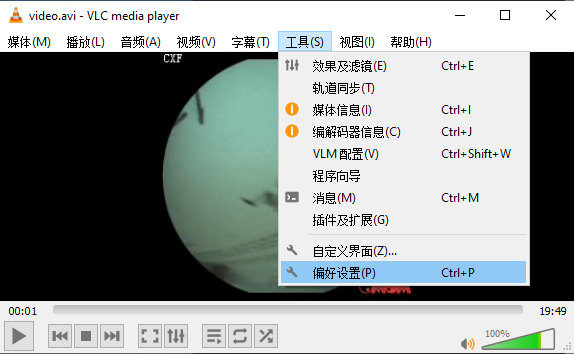 video.avi - VLC media player
媒体(M) 播放(L) 音频(A) 视频(V) 字幕(T) 工具(S) 视图(I) 帮助(H)
CXF
效果及滤镜(E) Ctrl+E
轨道同步(T)
媒体信息(I) Ctrl+I
编解码器信息(C) Ctrl+J
VLM 配置(V) Ctrl+Shift+W
程序向导
消息(M) Ctrl+M
插件及扩展(G)
自定义界面(Z)...
偏好设置(P) Ctrl+P
00:01 19:49
100%